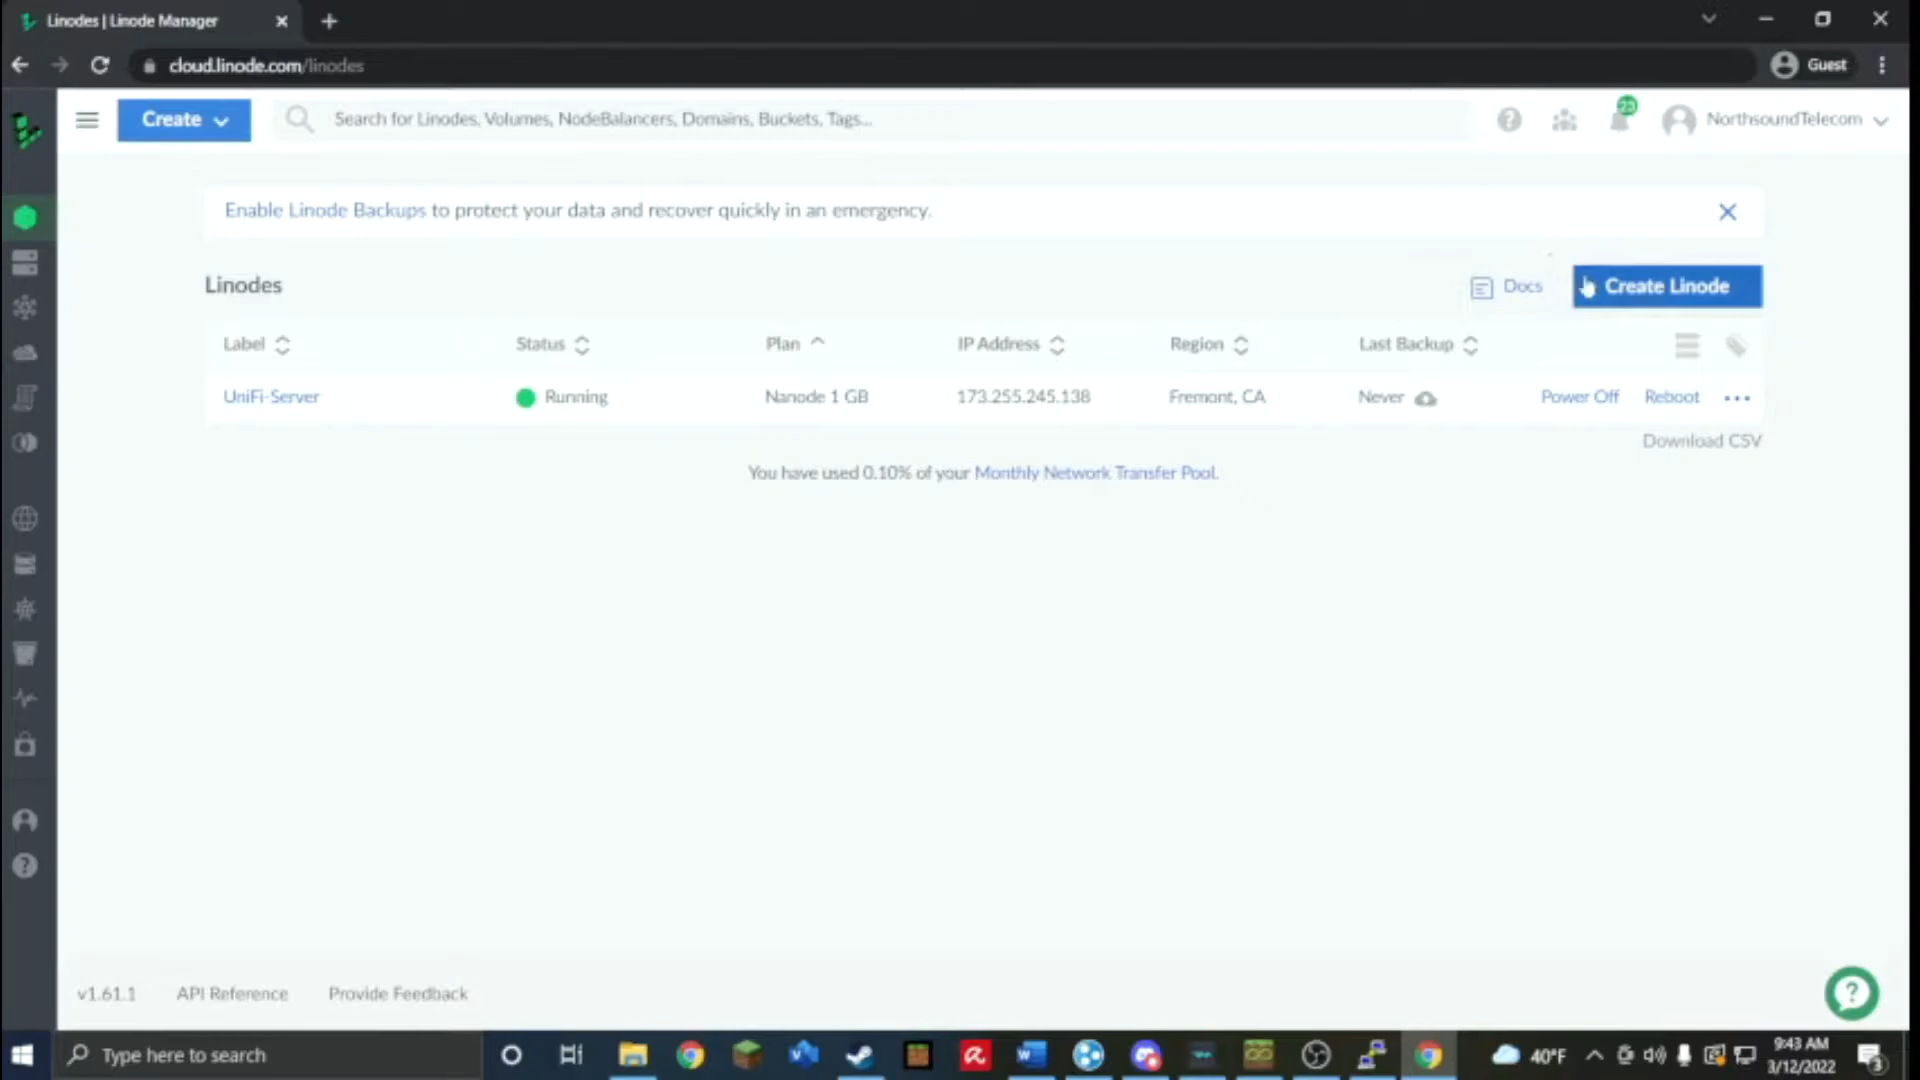 Linodes | Linode Manager
cloud.linode.com/linodes
Guest
Create
Search for Linodes, Volumes, NodeBalancers, Domains, Buckets, Tags...
23
NorthsoundTelecom
Enable Linode Backups to protect your data and recover quickly in an emergency.
Linodes
Docs
Create Linode
Label
Status
Plan
IP Address
Region
Last Backup
UniFi-Server
Running
Nanode 1 GB
173.255.245.138
Fremont, CA
Never
Power Off
Reboot
Download CSV
You have used 0.10% of your Monthly Network Transfer Pool.
v1.61.1
API Reference
Provide Feedback
Type here to search
40°F
9:43 AM
3/12/2022
3